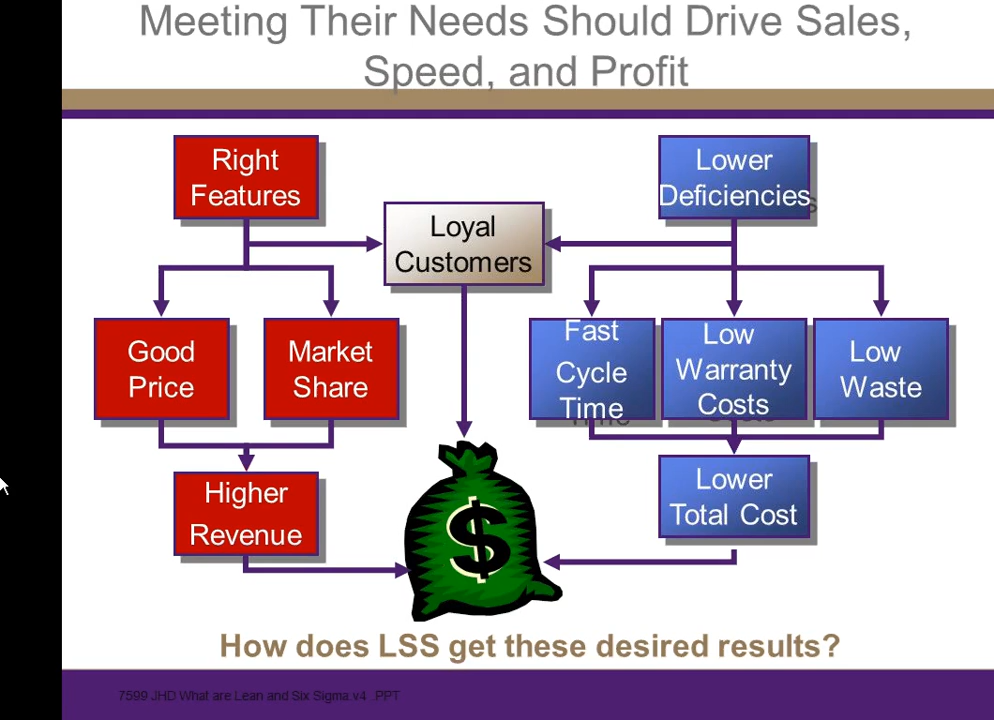 Meeting Their Needs Should Drive Sales,
Speed, and Profit
Right
Features
Lower
Deficiencies
Loyal
Customers
Good
Price
Market
Share
Fast
Cycle
Time
Low
Warranty
Costs
Low
Waste
Higher
Revenue
$
Lower
Total Cost
How does LSS get these desired results?
7599 JHD What are Lean and Six Sigma v4 .PPT